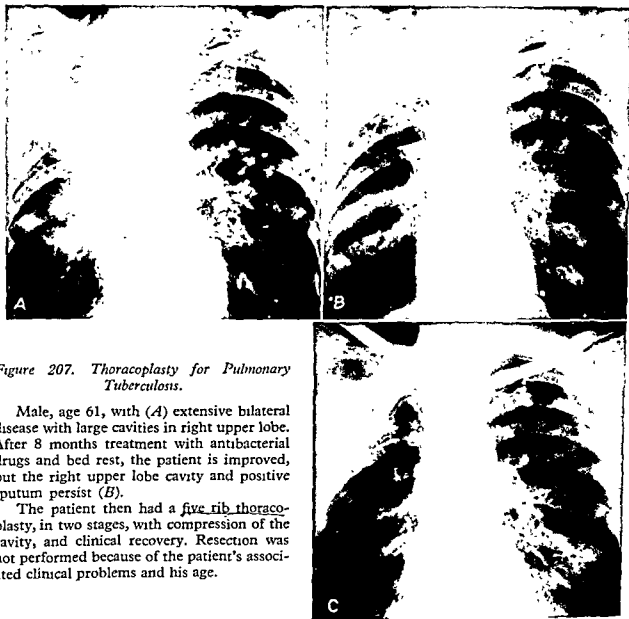 A
B
Figure 207. Thoracoplasty for Pulmonary
Tuberculosis.
Male, age 61, with (A) extensive bilateral
disease with large cavities in right upper lobe.
After 8 months treatment with antibacterial
drugs and bed rest, the patient is improved,
but the right upper lobe cavity and positive
sputum persist (B).
The patient then had a five rib thoraco-
plasty, in two stages, with compression of the
cavity, and clinical recovery. Resection was
not performed because of the patient's associ-
ated clinical problems and his age.
C